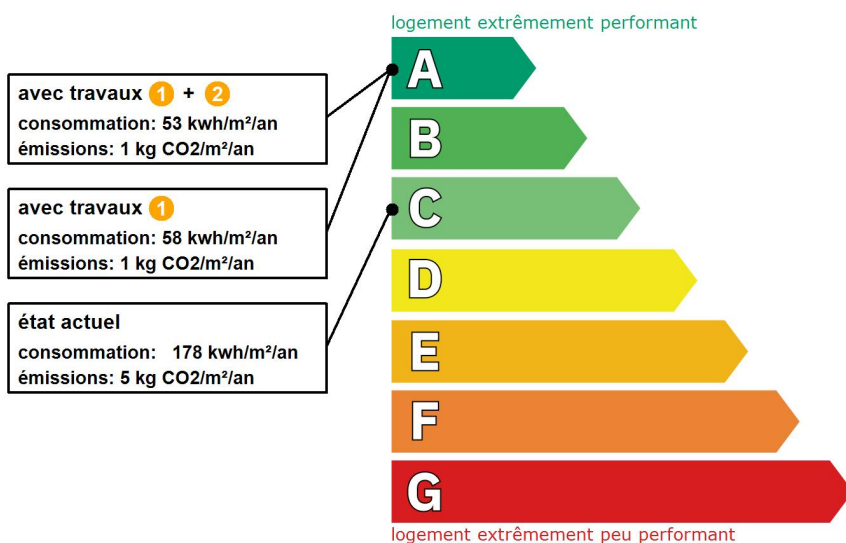 logement extrêmement performant
avec travaux 1 + 2
consommation: 53 kwh/m²/an
émissions: 1 kg CO2/m²/an
avec travaux 1
consommation: 58 kwh/m²/an
émissions: 1 kg CO2/m²/an
état actuel
consommation: 178 kwh/m²/an
émissions: 5 kg CO2/m²/an
A
B
C
D
E
F
G
logement extrêmement peu performant